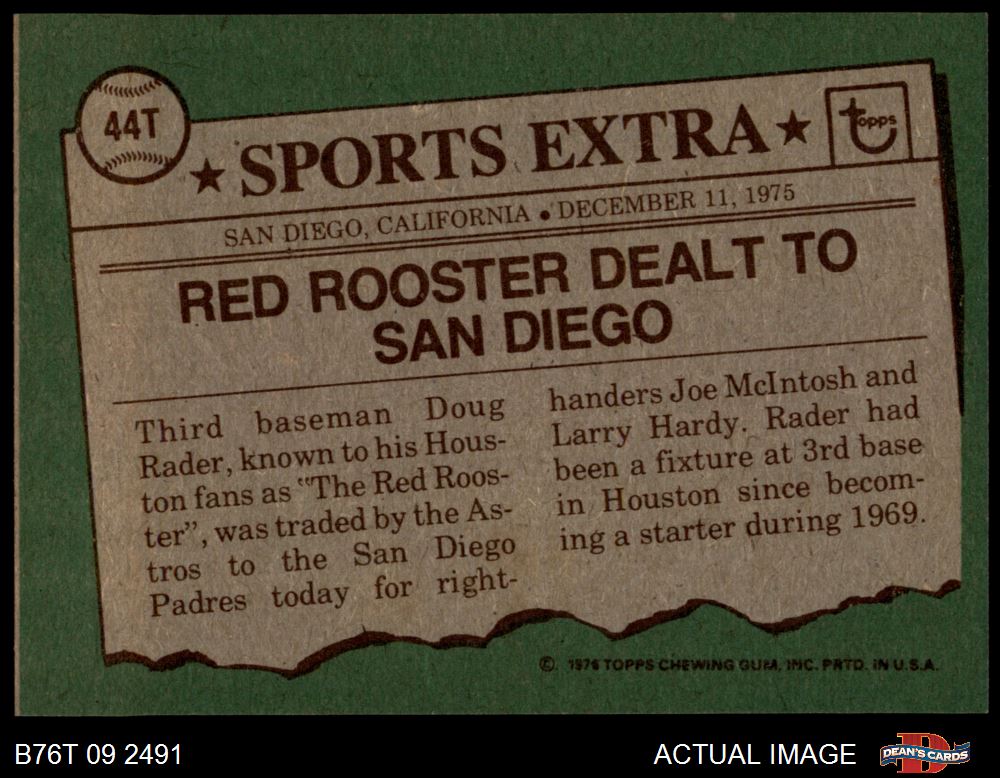 44T
★ SPORTS EXTRA ★
topps
SAN DIEGO, CALIFORNIA • DECEMBER 11, 1975
RED ROOSTER DEALT TO
SAN DIEGO
Third baseman Doug
Rader, known to his Hous-
ton fans as "The Red Roos-
ter", was traded by the As-
tros to the San Diego
Padres today for right-
handers Joe McIntosh and
Larry Hardy. Rader had
been a fixture at 3rd base
in Houston since becom-
ing a starter during 1969.
©. 1976 TOPPS CHEWING GUM, INC. PRTD. IN U.S.A.
B76T 09 2491
ACTUAL IMAGE
DEAN'S CARDS